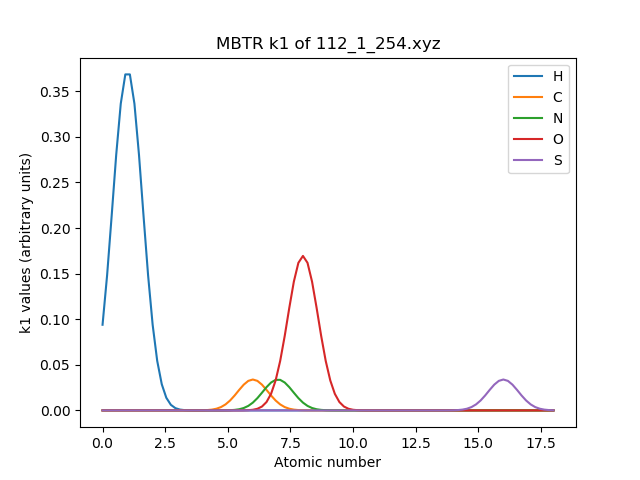 MBTR k1 of 112_1_254.xyz
k1 values (arbitrary units)
0.35
0.30
0.25
0.20
0.15
0.10
0.05
0.00
H
C
N
O
S
0.0 2.5 5.0 7.5 10.0 12.5 15.0 17.5
Atomic number